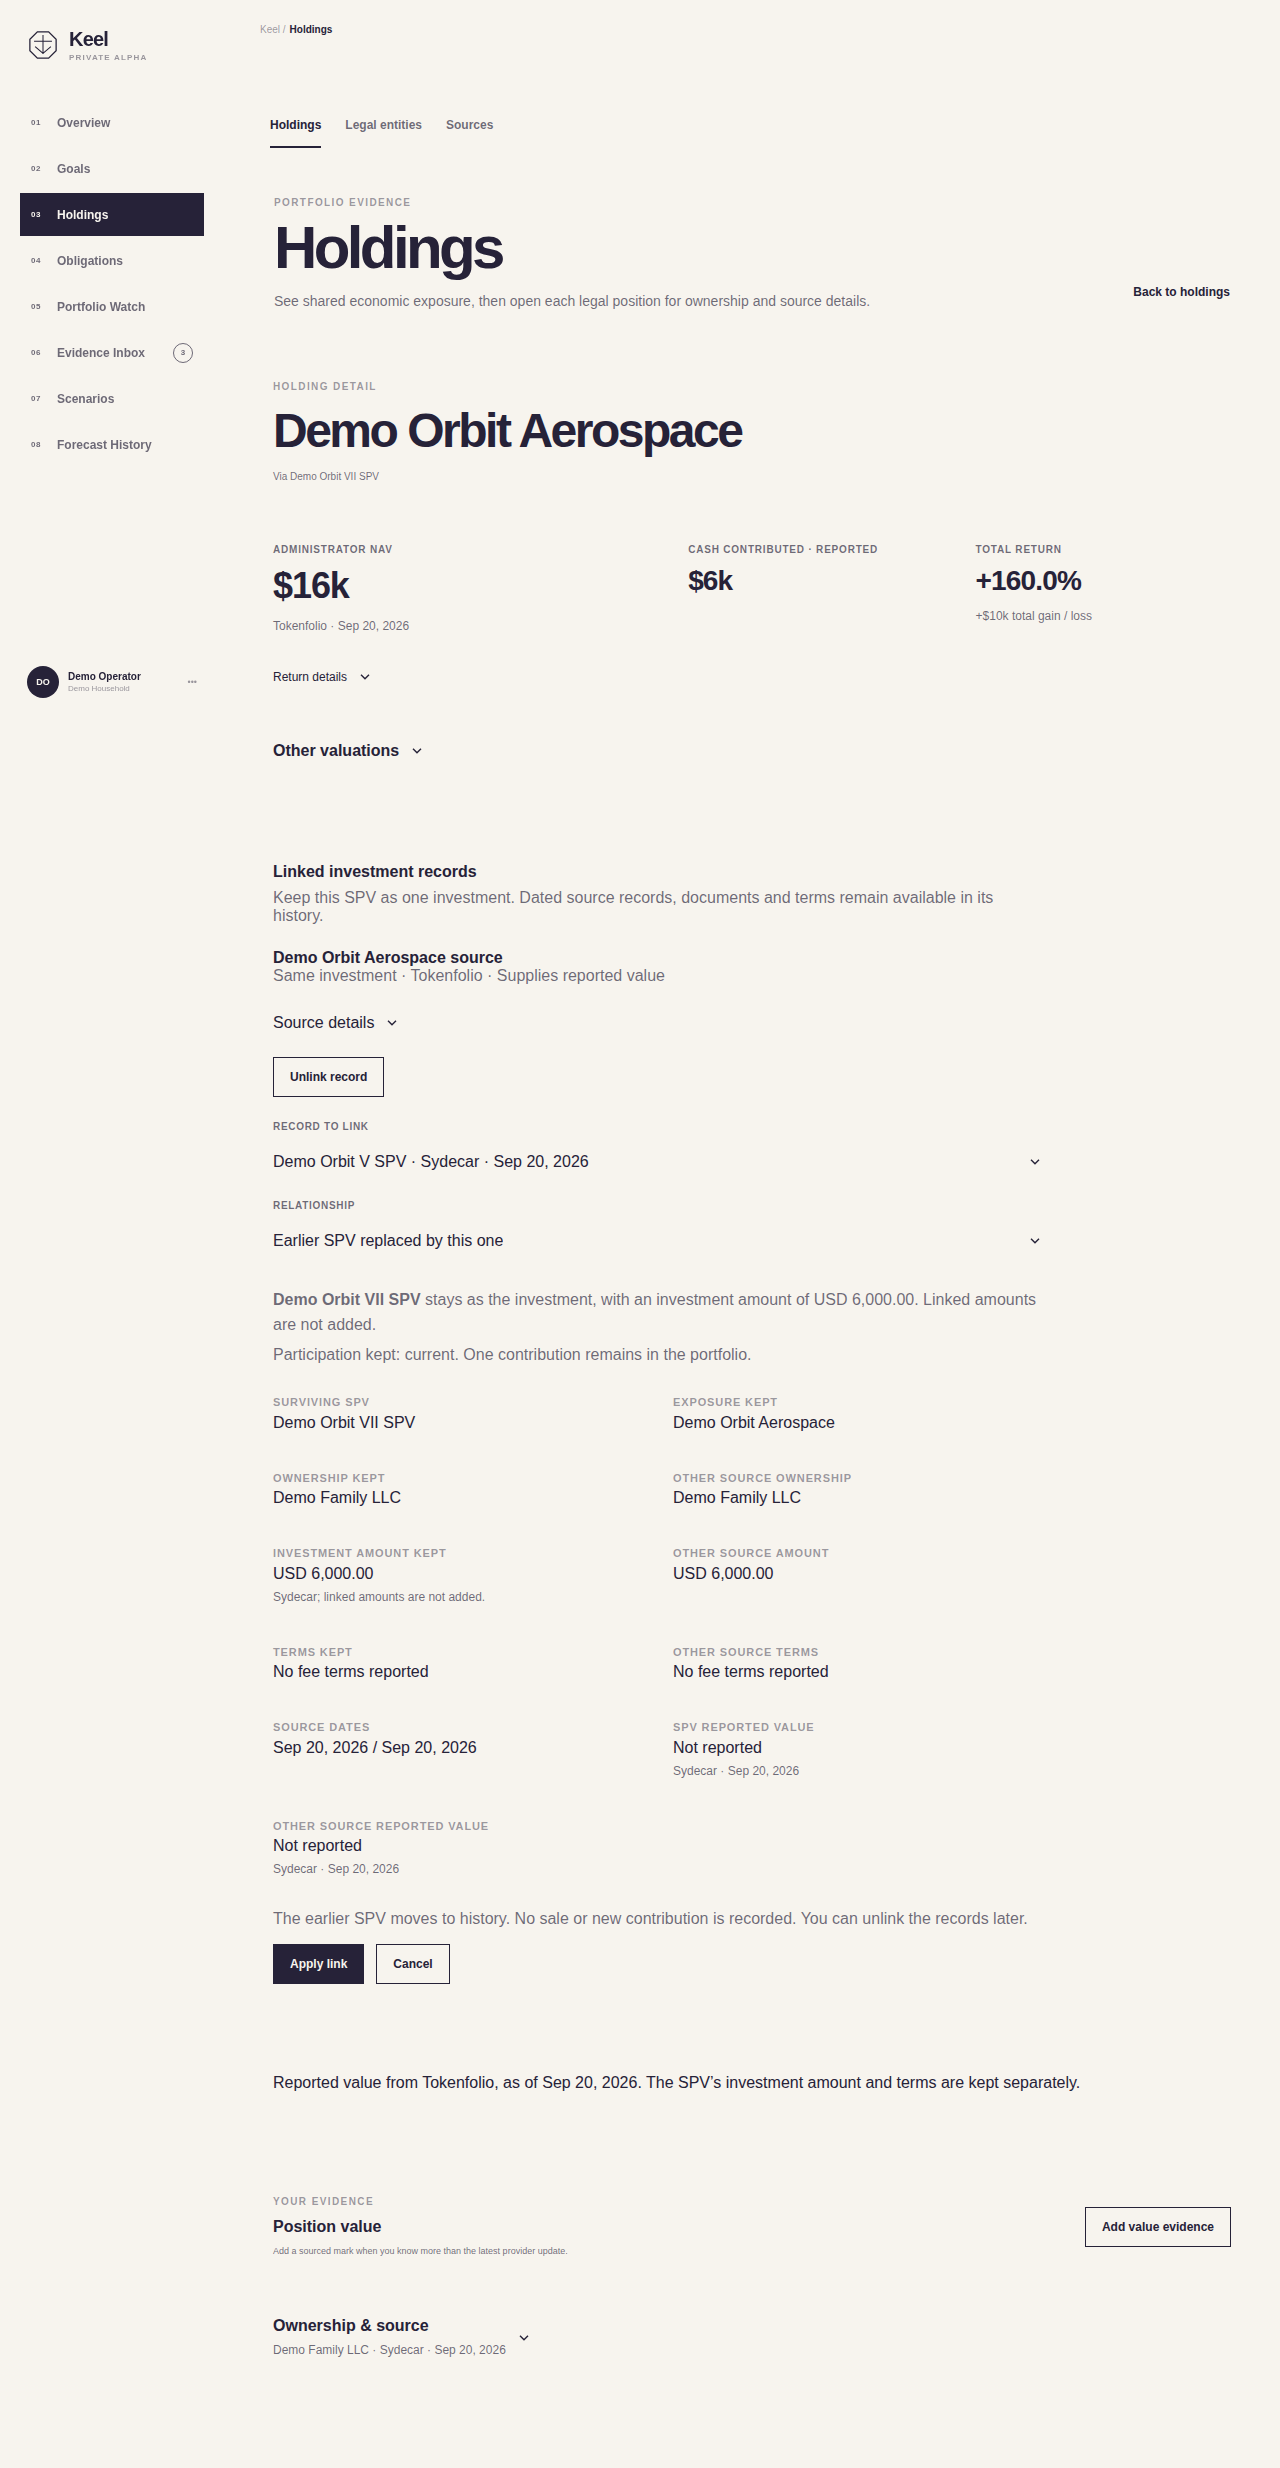 Keel
PRIVATE ALPHA
Keel / Holdings
01 Overview
02 Goals
03 Holdings
04 Obligations
05 Portfolio Watch
06 Evidence Inbox 3
07 Scenarios
08 Forecast History
DO
Demo Operator
Demo Household
Holdings Legal entities Sources
PORTFOLIO EVIDENCE
Holdings
See shared economic exposure, then open each legal position for ownership and source details.
Back to holdings
HOLDING DETAIL
Demo Orbit Aerospace
Via Demo Orbit VII SPV
ADMINISTRATOR NAV
$16k
Tokenfolio · Sep 20, 2026
CASH CONTRIBUTED · REPORTED
$6k
TOTAL RETURN
+160.0%
+$10k total gain / loss
Return details
Other valuations
Linked investment records
Keep this SPV as one investment. Dated source records, documents and terms remain available in its
history.
Demo Orbit Aerospace source
Same investment · Tokenfolio · Supplies reported value
Source details
Unlink record
RECORD TO LINK
Demo Orbit V SPV · Sydecar · Sep 20, 2026
RELATIONSHIP
Earlier SPV replaced by this one
Demo Orbit VII SPV stays as the investment, with an investment amount of USD 6,000.00. Linked amounts
are not added.
Participation kept: current. One contribution remains in the portfolio.
SURVIVING SPV
Demo Orbit VII SPV
EXPOSURE KEPT
Demo Orbit Aerospace
OWNERSHIP KEPT
Demo Family LLC
OTHER SOURCE OWNERSHIP
Demo Family LLC
INVESTMENT AMOUNT KEPT
USD 6,000.00
Sydecar; linked amounts are not added.
OTHER SOURCE AMOUNT
USD 6,000.00
TERMS KEPT
No fee terms reported
OTHER SOURCE TERMS
No fee terms reported
SOURCE DATES
Sep 20, 2026 / Sep 20, 2026
SPV REPORTED VALUE
Not reported
Sydecar · Sep 20, 2026
OTHER SOURCE REPORTED VALUE
Not reported
Sydecar · Sep 20, 2026
The earlier SPV moves to history. No sale or new contribution is recorded. You can unlink the records later.
Apply link
Cancel
Reported value from Tokenfolio, as of Sep 20, 2026. The SPV’s investment amount and terms are kept separately.
YOUR EVIDENCE
Position value
Add a sourced mark when you know more than the latest provider update.
Add value evidence
Ownership & source
Demo Family LLC · Sydecar · Sep 20, 2026